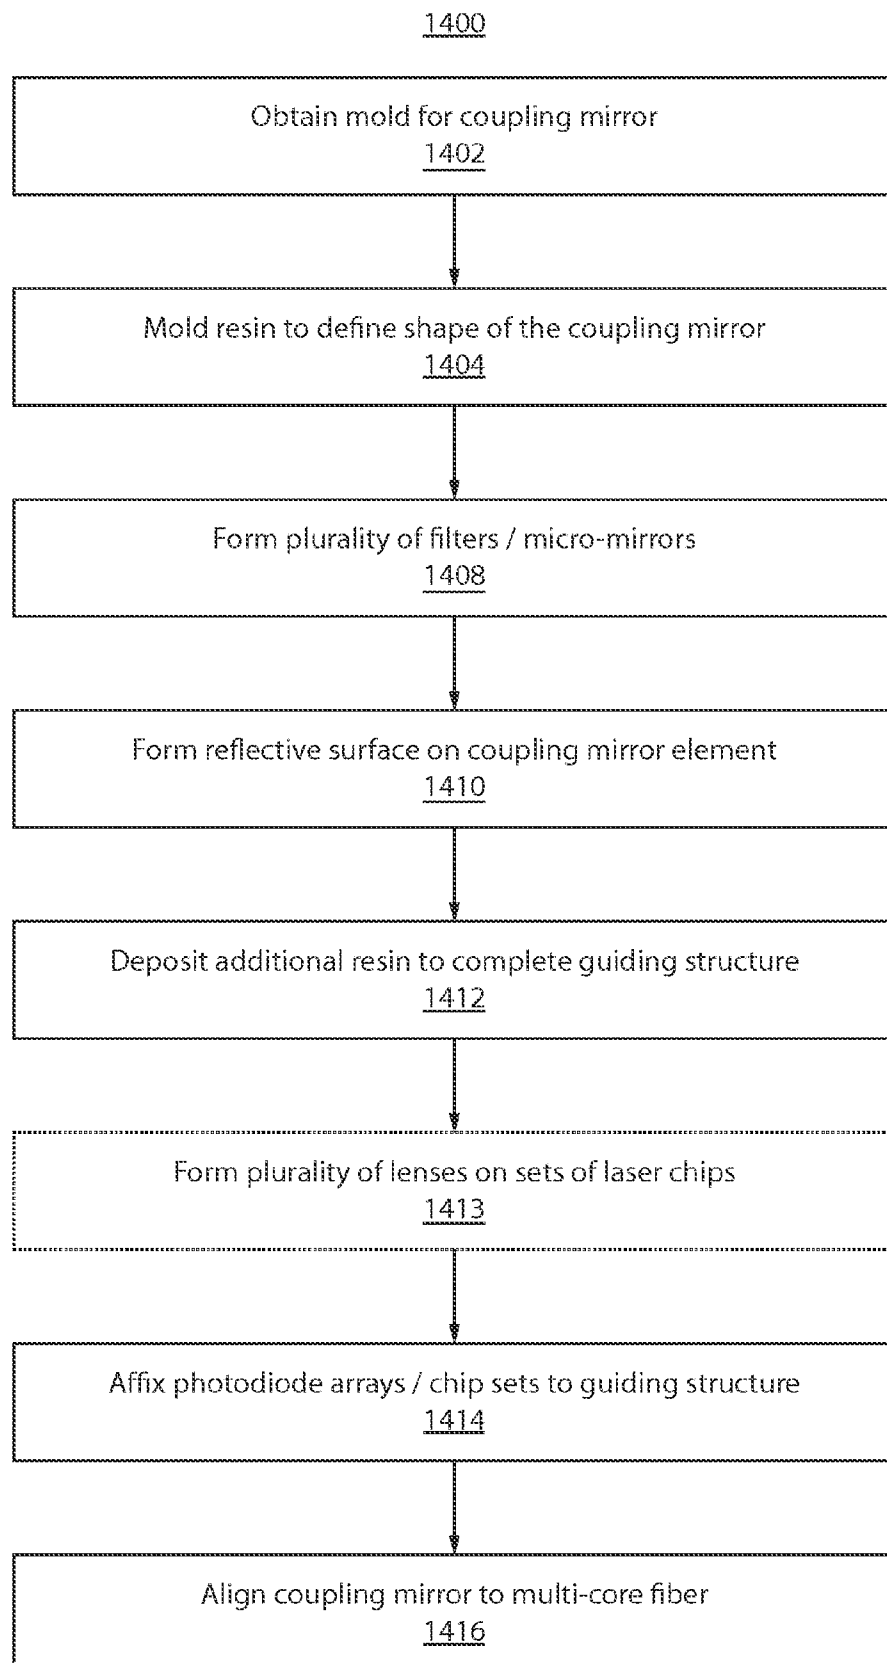 1400
Obtain mold for coupling mirror
1402
Mold resin to define shape of the coupling mirror
1404
Form plurality of filters / micro-mirrors
1408
Form reflective surface on coupling mirror element
1410
Deposit additional resin to complete guiding structure
1412
Form plurality of lenses on sets of laser chips
1413
Affix photodiode arrays / chip sets to guiding structure
1414
Align coupling mirror to multi-core fiber
1416